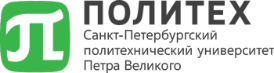 ПОЛИТЕХ
Санкт-Петербургский
политехнический университет
Петра Великого